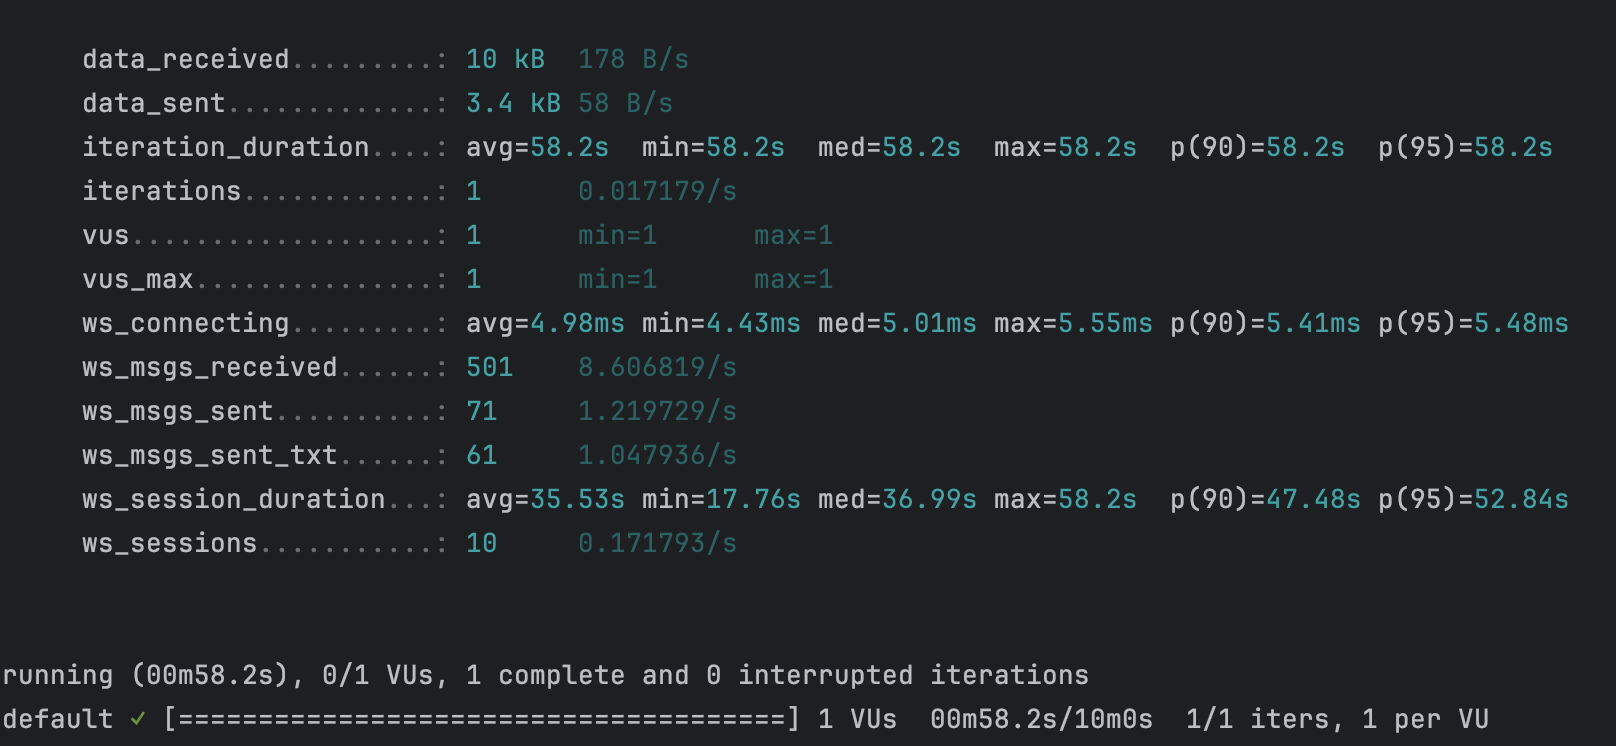 data_received.........: 10 kB  178 B/s
data_sent.............: 3.4 kB 58 B/s
iteration_duration....: avg=58.2s  min=58.2s  med=58.2s  max=58.2s  p(90)=58.2s  p(95)=58.2s
iterations............: 1      0.017179/s
vus...................: 1      min=1      max=1
vus_max...............: 1      min=1      max=1
ws_connecting.........: avg=4.98ms min=4.43ms med=5.01ms max=5.55ms p(90)=5.41ms p(95)=5.48ms
ws_msgs_received......: 501    8.606819/s
ws_msgs_sent..........: 71     1.219729/s
ws_msgs_sent_txt......: 61     1.047936/s
ws_session_duration...: avg=35.53s min=17.76s med=36.99s max=58.2s  p(90)=47.48s p(95)=52.84s
ws_sessions...........: 10     0.171793/s
running (00m58.2s), 0/1 VUs, 1 complete and 0 interrupted iterations
default ✓ [======================================] 1 VUs  00m58.2s/10m0s  1/1 iters, 1 per VU